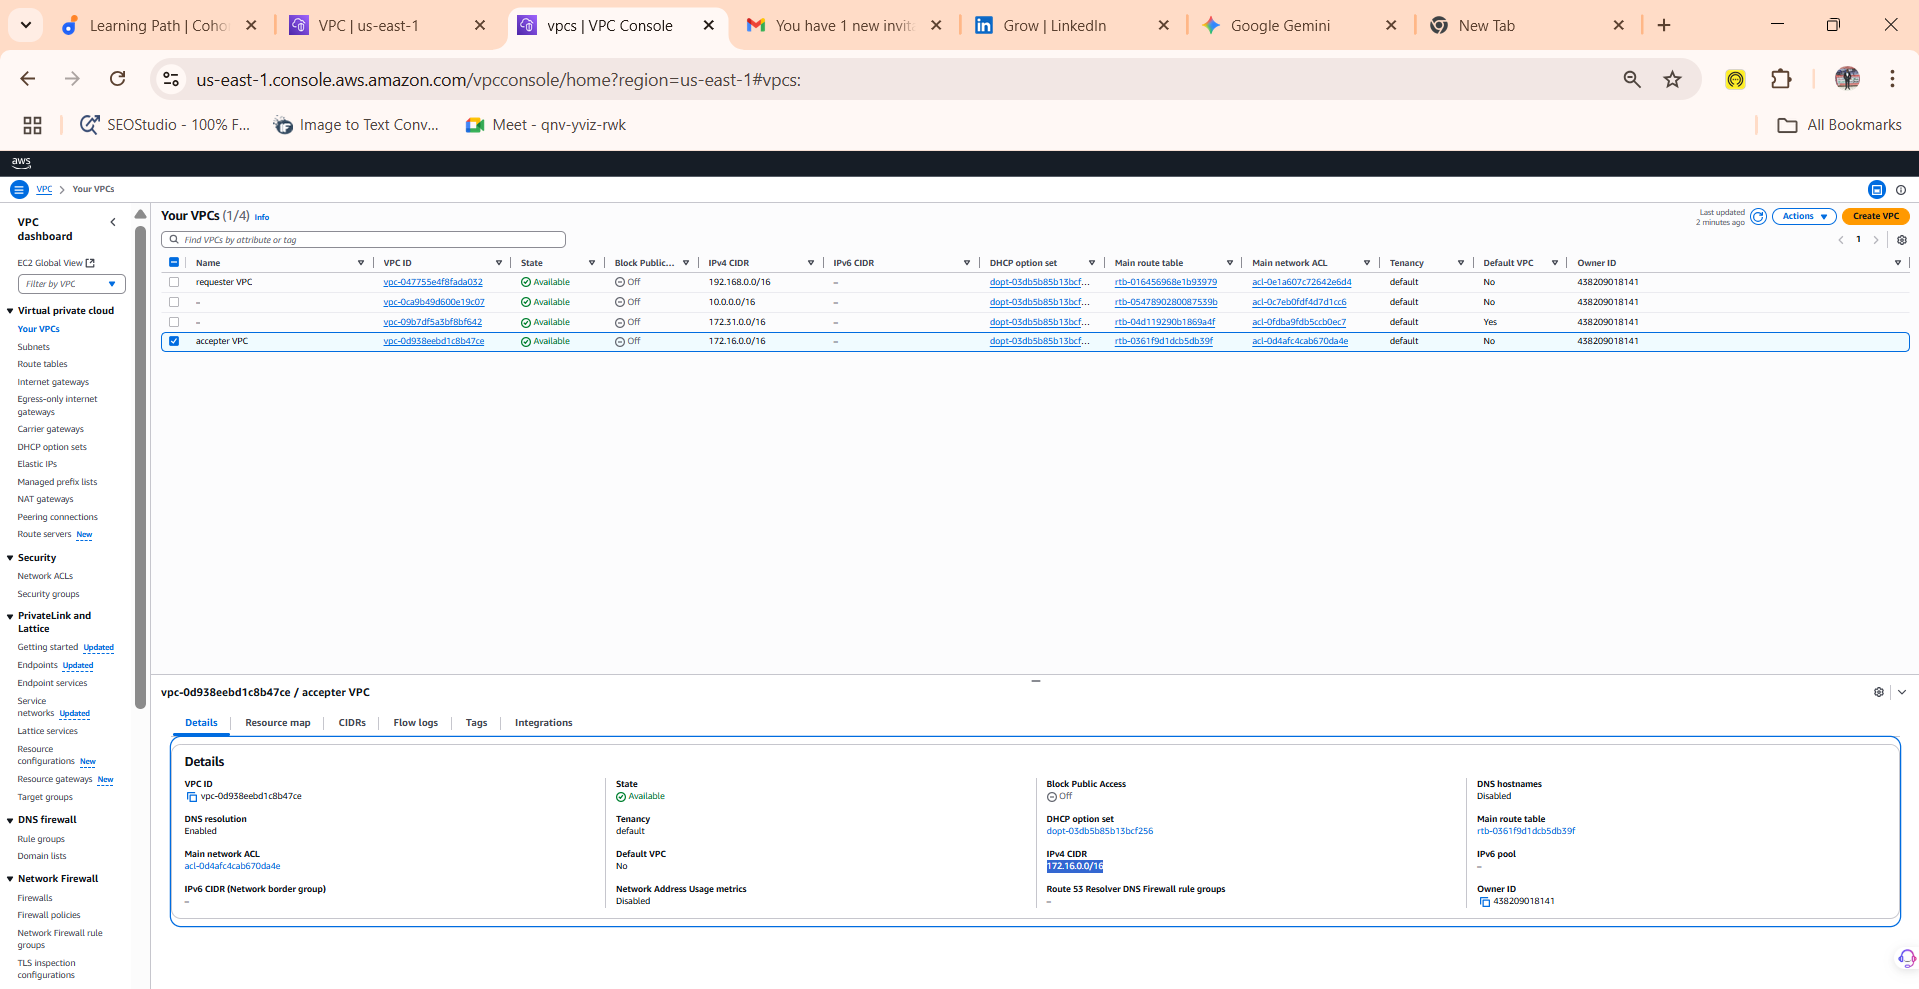 Learning Path | Coho
VPC | us-east-1
vpcs | VPC Console
You have 1 new invita
Grow | LinkedIn
Google Gemini
New Tab
us-east-1.console.aws.amazon.com/vpcconsole/home?region=us-east-1#vpcs:
SEOStudio - 100% F...
Image to Text Conv...
Meet - qnv-yviz-rwk
All Bookmarks
aws
VPC > Your VPCs
VPC dashboard
EC2 Global View
Filter by VPC
Virtual private cloud
Your VPCs
Subnets
Route tables
Internet gateways
Egress-only internet gateways
Carrier gateways
DHCP option sets
Elastic IPs
Managed prefix lists
NAT gateways
Peering connections
Route servers New
Security
Network ACLs
Security groups
PrivateLink and Lattice
Getting started Updated
Endpoints Updated
Endpoint services
Service networks Updated
Lattice services
Resource configurations New
Resource gateways New
Target groups
DNS firewall
Rule groups
Domain lists
Network Firewall
Firewalls
Firewall policies
Network Firewall rule groups
TLS inspection configurations
Your VPCs (1/4) Info
Last updated 2 minutes ago
Actions
Create VPC
Find VPCs by attribute or tag
1
Name VPC ID State Block Public... IPv4 CIDR IPv6 CIDR DHCP option set Main route table Main network ACL Tenancy Default VPC Owner ID
requester VPC vpc-047755e4f8fada032 Available Off 192.168.0.0/16 – dopt-03db5b85b13bcf... rtb-016456968e1b93979 acl-0e1a607c72642e6d4 default No 438209018141
– vpc-0ca9b49d600e19c07 Available Off 10.0.0.0/16 – dopt-03db5b85b13bcf... rtb-0547890280087539b acl-0c7eb0fdf4d7d1cc6 default No 438209018141
– vpc-09b7df5a3bf8bf642 Available Off 172.31.0.0/16 – dopt-03db5b85b13bcf... rtb-04d119290b1869a4f acl-0fdba9fdb5ccb0ec7 default Yes 438209018141
accepter VPC vpc-0d938eebd1c8b47ce Available Off 172.16.0.0/16 – dopt-03db5b85b13bcf... rtb-0361f9d1dcb5db39f acl-0d4afc4cab670da4e default No 438209018141
vpc-0d938eebd1c8b47ce / accepter VPC
Details Resource map CIDRs Flow logs Tags Integrations
Details
VPC ID
vpc-0d938eebd1c8b47ce
State
Available
Block Public Access
Off
DNS hostnames
Disabled
DNS resolution
Enabled
Tenancy
default
DHCP option set
dopt-03db5b85b13bcf256
Main route table
rtb-0361f9d1dcb5db39f
Main network ACL
acl-0d4afc4cab670da4e
Default VPC
No
IPv4 CIDR
172.16.0.0/16
IPv6 pool
–
IPv6 CIDR (Network border group)
–
Network Address Usage metrics
Disabled
Route 53 Resolver DNS Firewall rule groups
–
Owner ID
438209018141